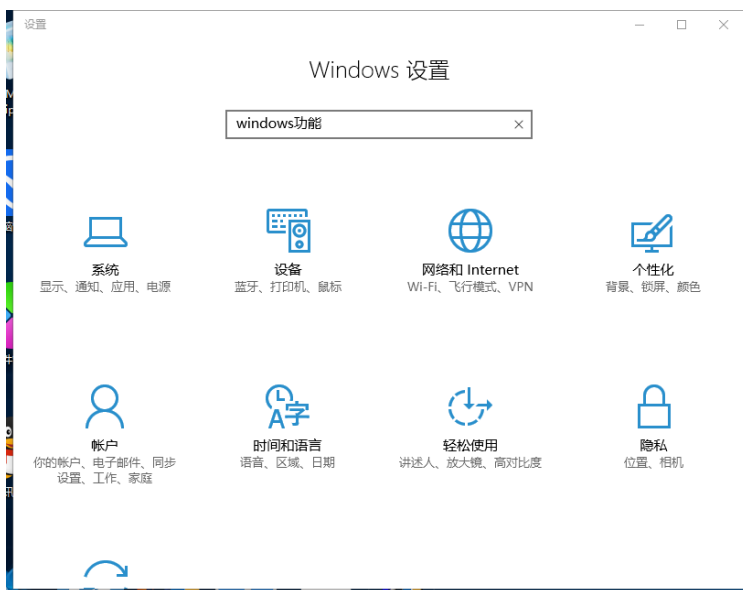 设置
Windows 设置
windows功能
系统
显示、通知、应用、电源
设备
蓝牙、打印机、鼠标
网络和 Internet
Wi-Fi、飞行模式、VPN
个性化
背景、锁屏、颜色
帐户
你的帐户、电子邮件、同步
设置、工作、家庭
时间和语言
语音、区域、日期
轻松使用
讲述人、放大镜、高对比度
隐私
位置、相机